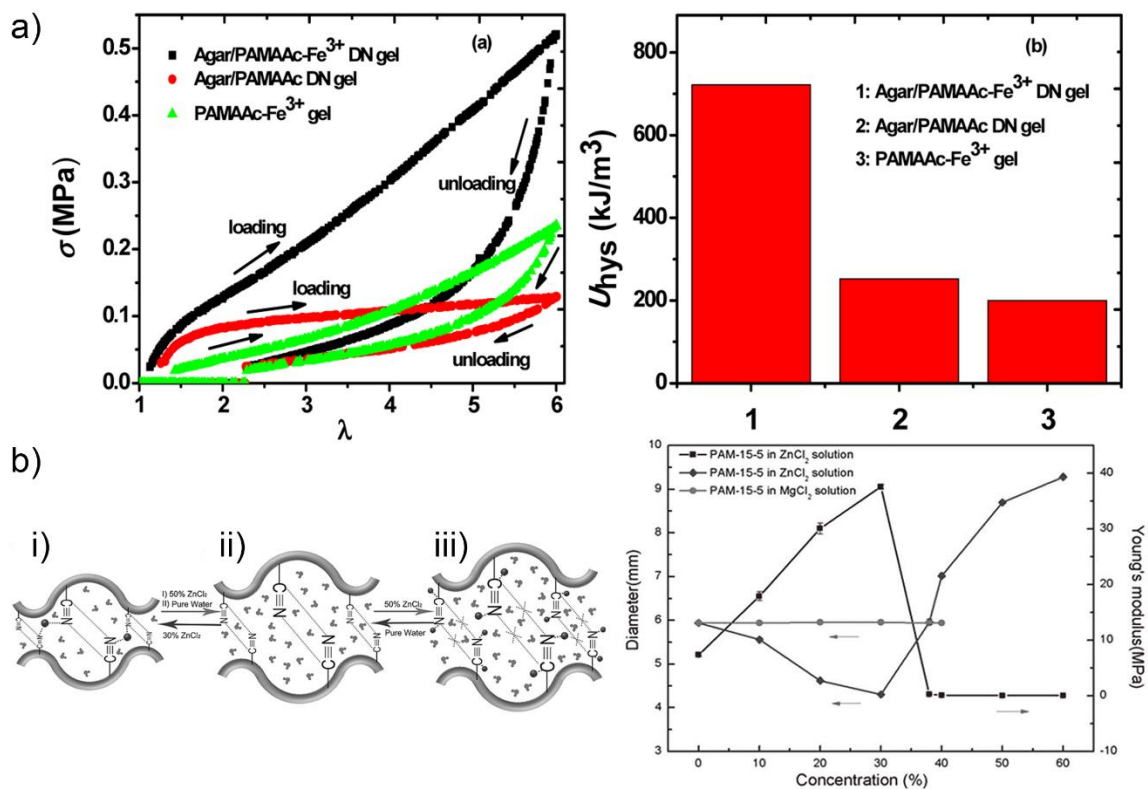 a)
(a)
Agar/PAMAAc-Fe3+ DN gel
Agar/PAMAAc DN gel
PAMAAc-Fe3+ gel
loading
unloading
loading
unloading
σ (MPa)
0.5
0.4
0.3
0.2
0.1
0.0
1 2 3 4 5 6
λ
(b)
1: Agar/PAMAAc-Fe3+ DN gel
2: Agar/PAMAAc DN gel
3: PAMAAc-Fe3+ gel
Uhys (kJ/m3)
800
600
400
200
0
1 2 3
b)
i)
ii)
iii)
C≡N
C≡N
C≡N
C≡N
C≡N
C≡N
C≡N
C≡N
C≡N
C≡N
C≡N
C≡N
I) 50% ZnCl2
II) Pure Water
30% ZnCl2
50% ZnCl2
Pure Water
PAM-15-5 in ZnCl2 solution
PAM-15-5 in ZnCl2 solution
PAM-15-5 in MgCl2 solution
Diameter(mm)
10
9
8
7
6
5
4
3
0 10 20 30 40 50 60
Concentration (%)
40
30
20
10
0
-10
Young's modulus(MPa)